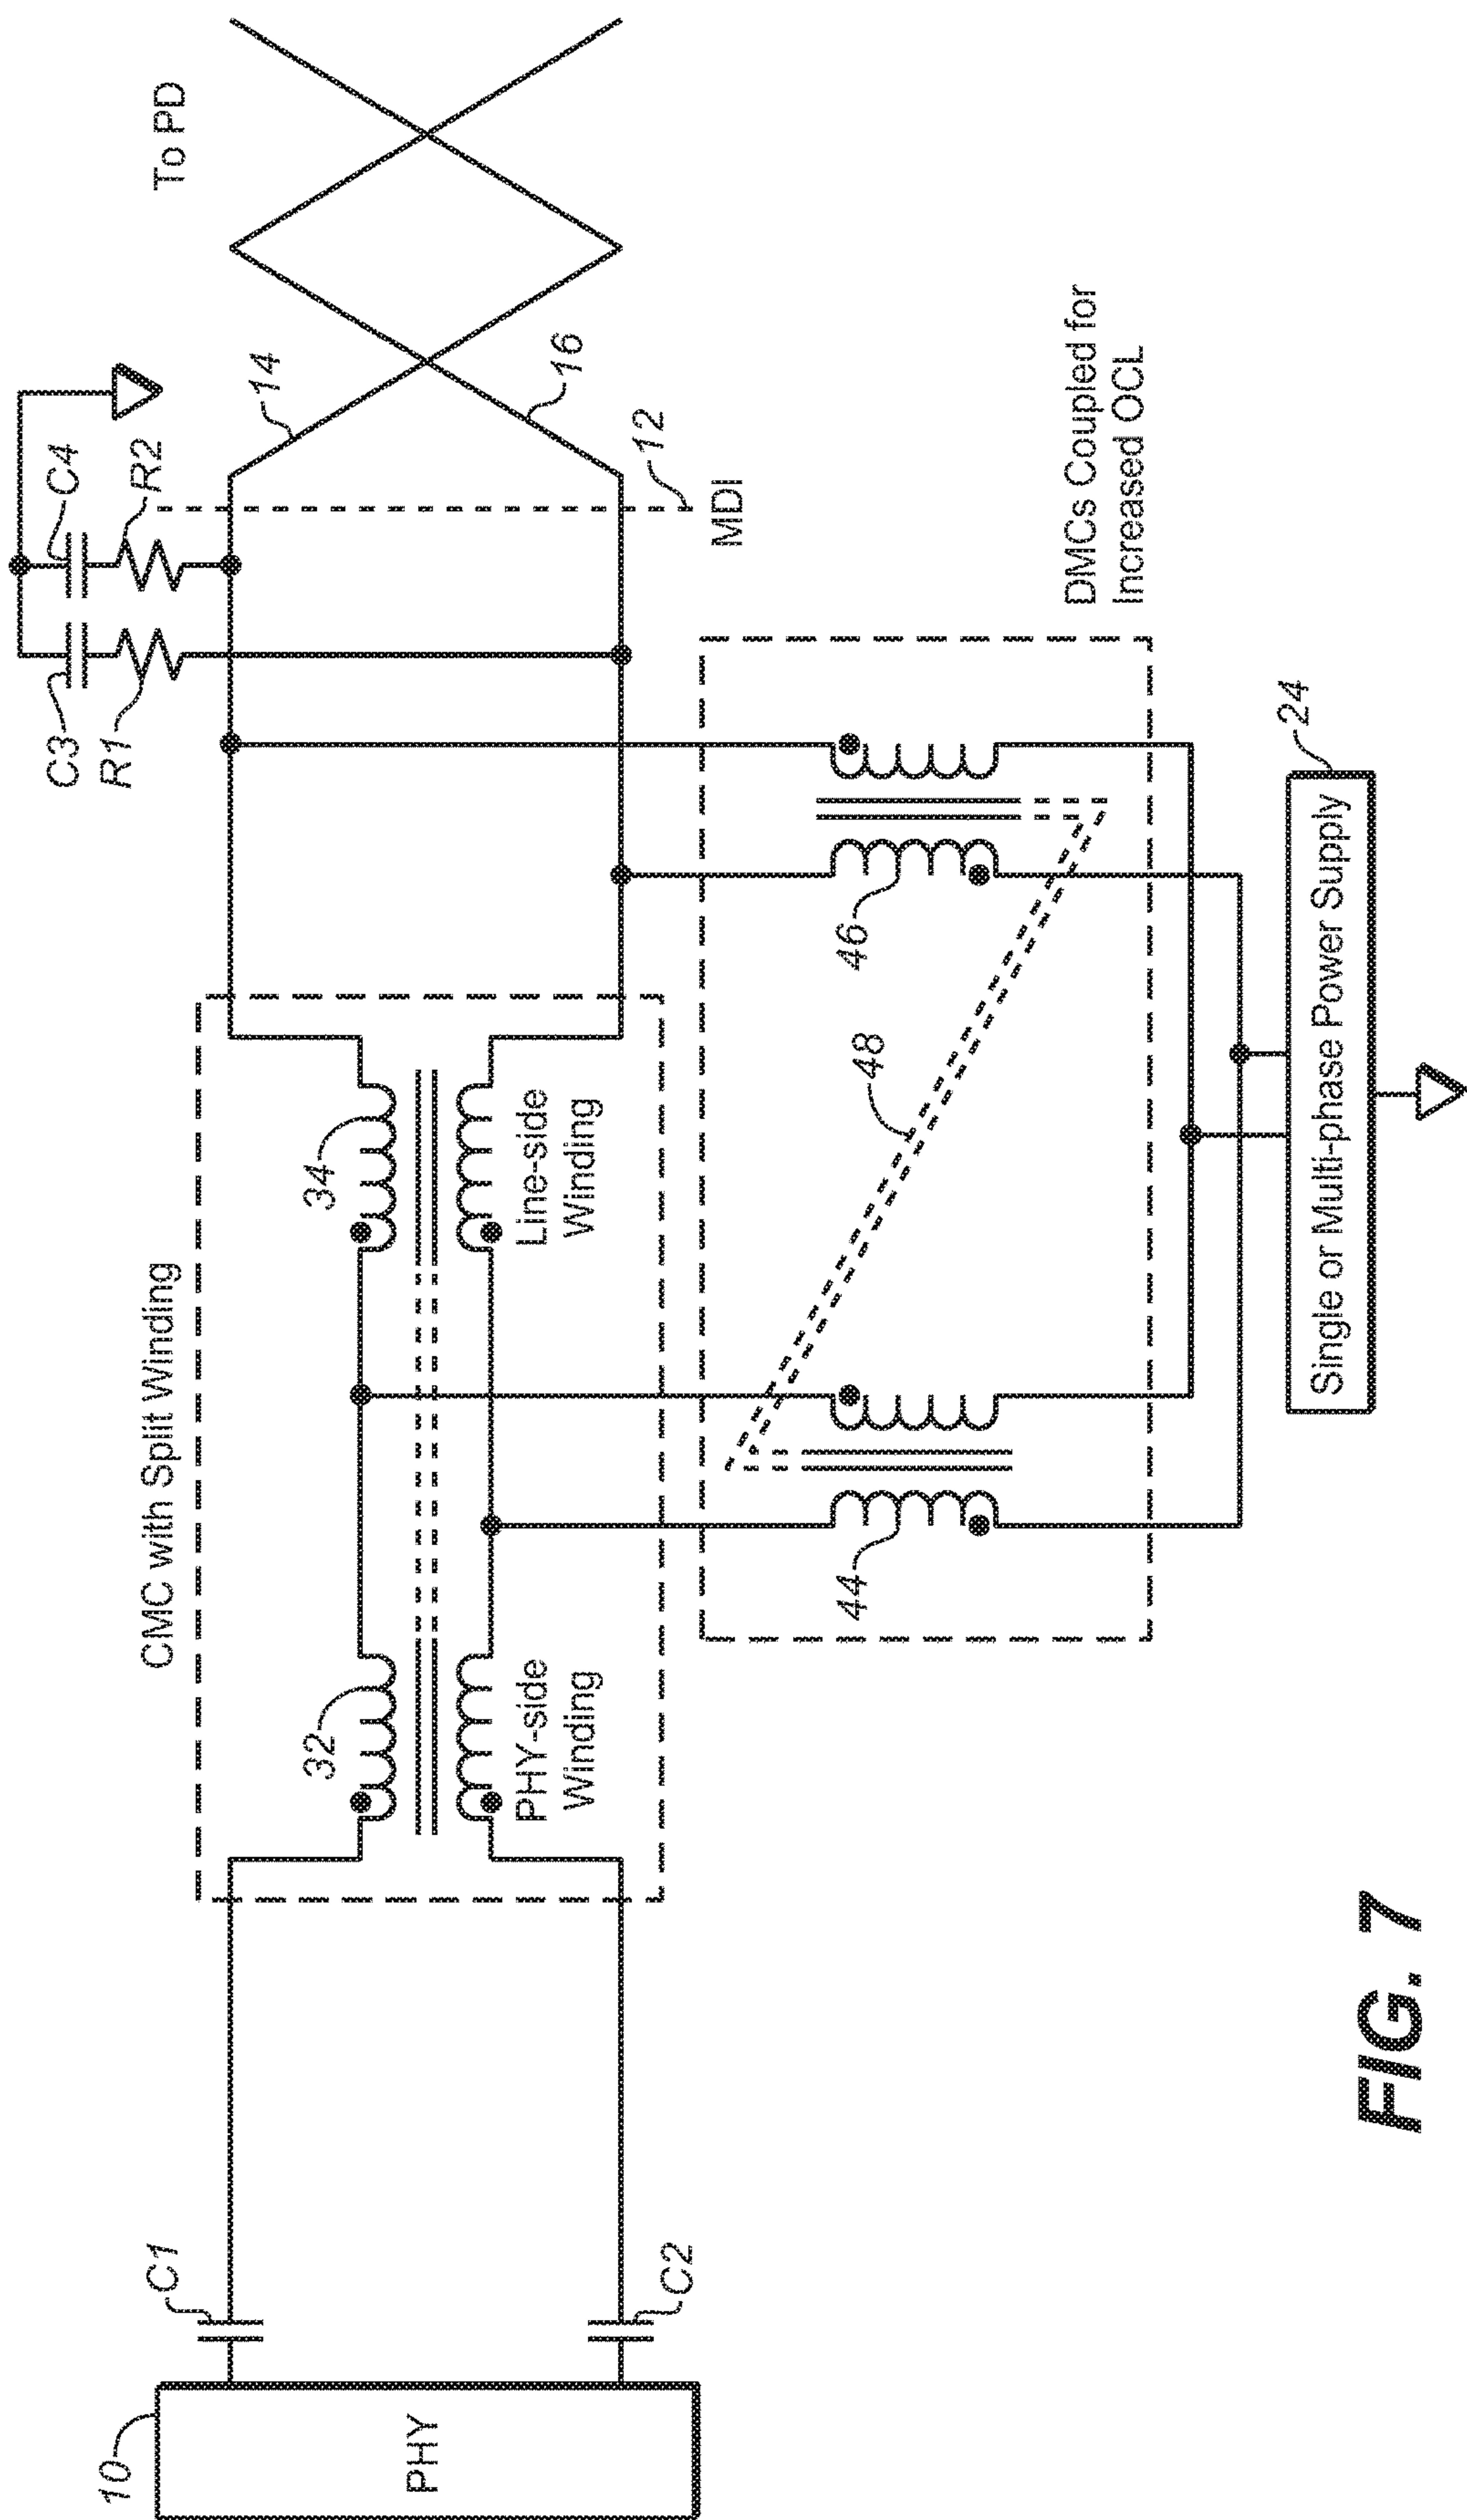 C3
R1
C4
R2
To PD
14
16
12
MDI
CMC with Split Winding
32
34
PHY-side
Winding
Line-side
Winding
C1
C2
10
PHY
DMCs Coupled for
Increased OCL
44
46
48
24
Single or Multi-phase Power Supply
FIG. 7